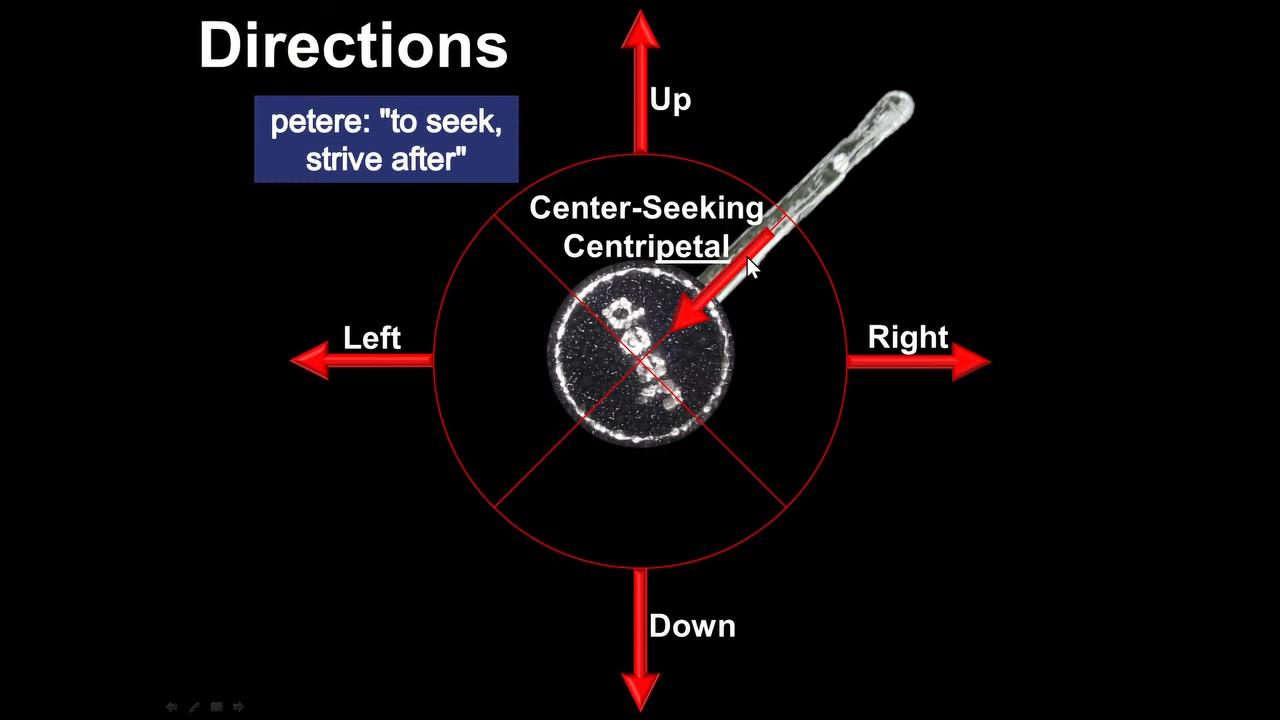 Directions
petere: "to seek,
strive after"
Up
Center-Seeking
Centripetal
Left
Right
Down